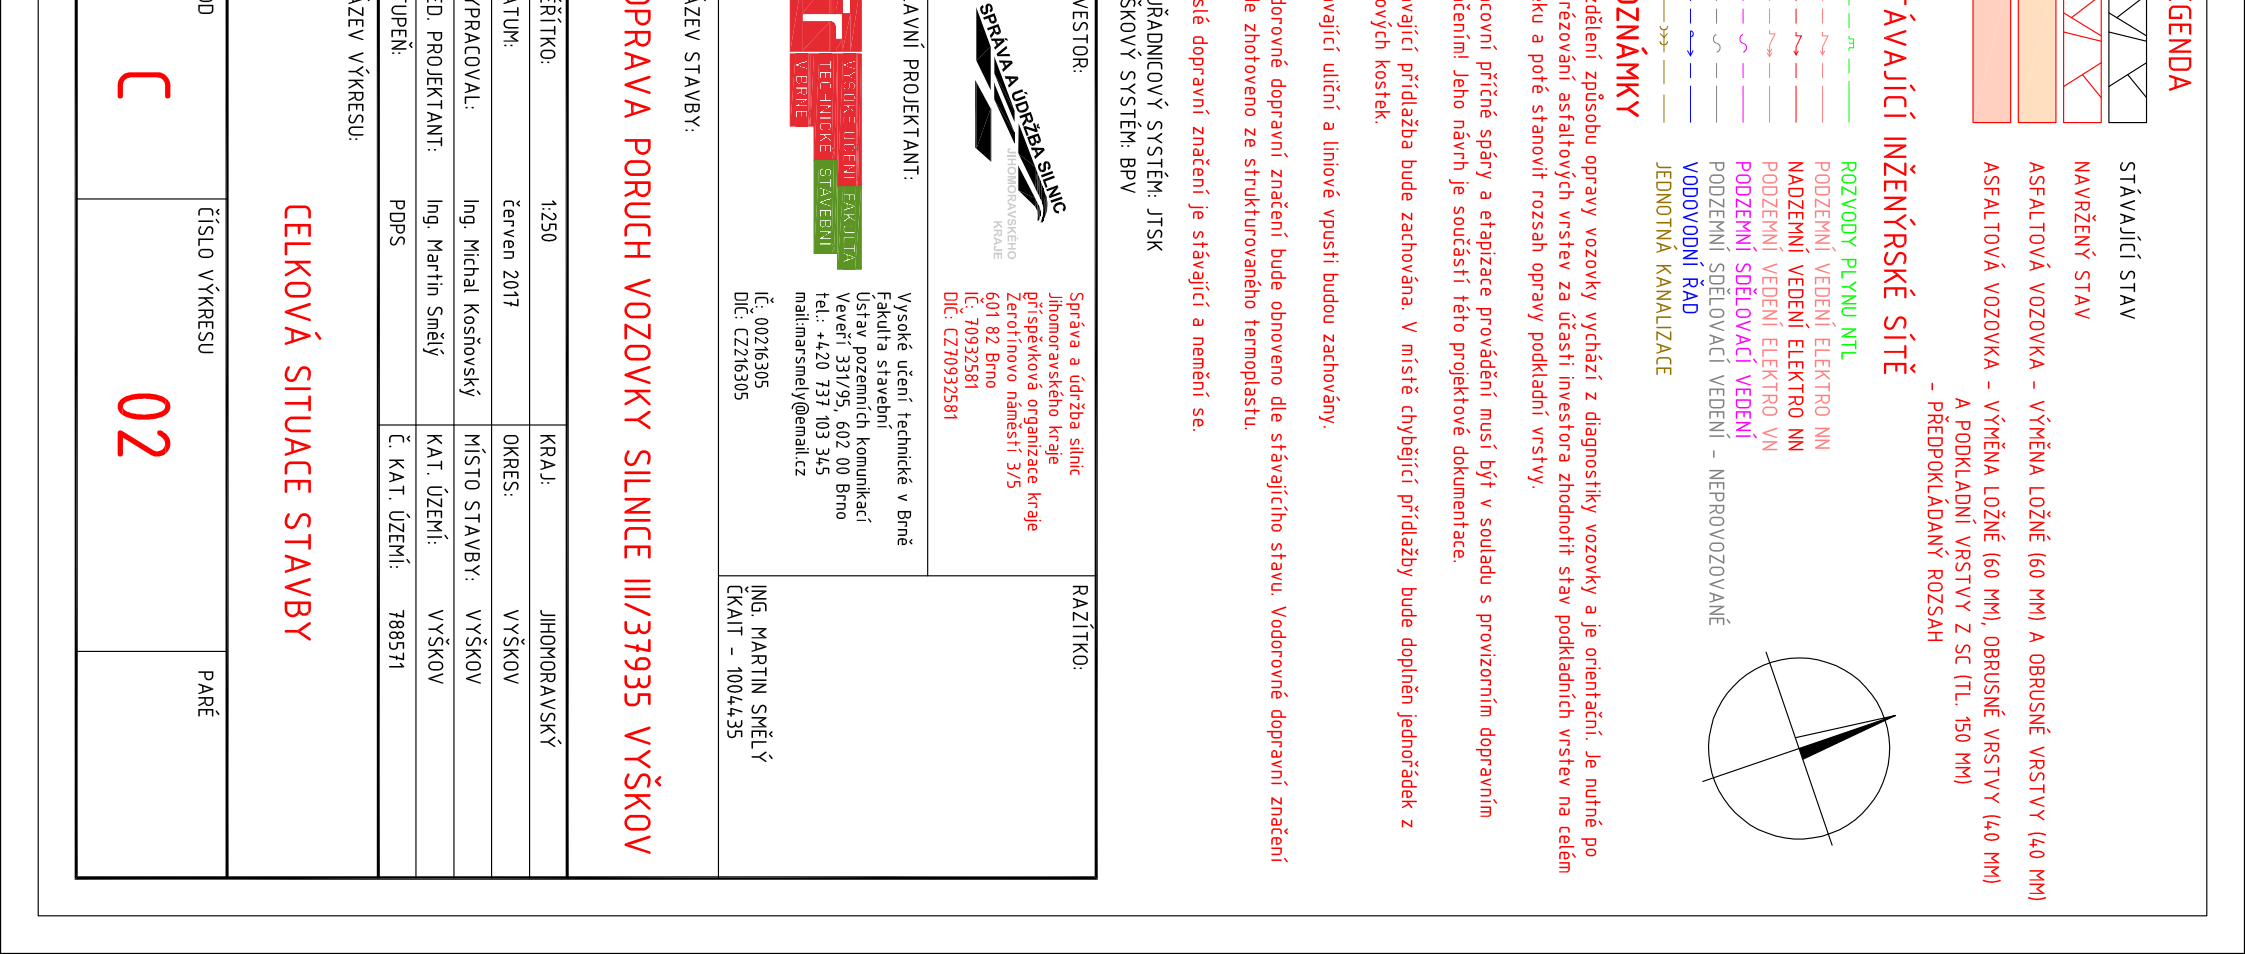 EGENDA
STÁVAJÍCÍ STAV
NAVRŽENÝ STAV
ASFALTOVÁ VOZOVKA - VÝMĚNA LOŽNÉ (60 MM) A OBRUSNÉ VRSTVY (40 MM)
ASFALTOVÁ VOZOVKA - VÝMĚNA LOŽNÉ (60 MM), OBRUSNÉ VRSTVY (40 MM)
A PODKLADNÍ VRSTVY Z SC (TL. 150 MM)
- PŘEDPOKLÁDANÝ ROZSAH
TÁVAJÍCÍ INŽENÝRSKÉ SÍTĚ
ROZVODY PLYNU NTL
PODZEMNÍ VEDENÍ ELEKTRO NN
NADZEMNÍ VEDENÍ ELEKTRO NN
PODZEMNÍ VEDENÍ ELEKTRO VN
PODZEMNÍ SDĚLOVACÍ VEDENÍ
PODZEMNÍ SDĚLOVACÍ VEDENÍ - NEPROVOZOVANÉ
VODOVODNÍ ŘAD
JEDNOTNÁ KANALIZACE
OZNÁMKY
zdělení způsobu opravy vozovky vychází z diagnostiky vozovky a je orientační. Je nutné po
rézování asfaltových vrstev za účasti investora zhodnotit stav podkladních vrstev na celém
ku a poté stanovit rozsah opravy podkladní vrstvy.
acovní příčné spáry a etapizace provádění musí být v souladu s provizorním dopravním
čením! Jeho návrh je součástí této projektové dokumentace.
avající přídlažba bude zachována. V místě chybějící přídlažby bude doplněn jednořádek z
ových kostek.
avající uliční a liniové vpusti budou zachovány.
dorovné dopravní značení bude obnoveno dle stávajícího stavu. Vodorovné dopravní značení
de zhotoveno ze strukturovaného termoplastu.
slé dopravní značení je stávající a nemění se.
UŘADNICOVÝ SYSTÉM: JTSK
ŠKOVÝ SYSTÉM: BPV
VESTOR:
SPRÁVA A ÚDRŽBA SILNIC
JIHOMORAVSKÉHO
KRAJE
Správa a údržba silnic
Jihomoravského kraje
příspěvková organizace kraje
Žerotínovo náměstí 3/5
601 82 Brno
IČ: 70932581
DIČ: CZ70932581
RAZÍTKO:
ING. MARTIN SMĚLÝ
ČKAIT - 1004435
LAVNÍ PROJEKTANT:
VYSOKÉ UČENÍ FAKULTA
TECHNICKÉ STAVEBNÍ
V BRNĚ
Vysoké učení technické v Brně
Fakulta stavební
Ústav pozemních komunikací
Veveří 331/95, 602 00 Brno
tel.: +420 737 103 345
mail:marsmely@email.cz
IČ: 00216305
DIČ: CZ216305
ÁZEV STAVBY:
OPRAVA PORUCH VOZOVKY SILNICE III/37935 VYŠKOV
ĚŘÍTKO: 1:250 KRAJ: JIHOMORAVSKÝ
ATUM: červen 2017 OKRES: VYŠKOV
YPRACOVAL: Ing. Michal Kosňovský MÍSTO STAVBY: VYŠKOV
ED. PROJEKTANT: Ing. Martin Smělý KAT. ÚZEMÍ: VYŠKOV
TUPEŇ: PDPS Č. KAT. ÚZEMÍ: 788571
ÁZEV VÝKRESU:
CELKOVÁ SITUACE STAVBY
OD ČÍSLO VÝKRESU PARÉ
C 02